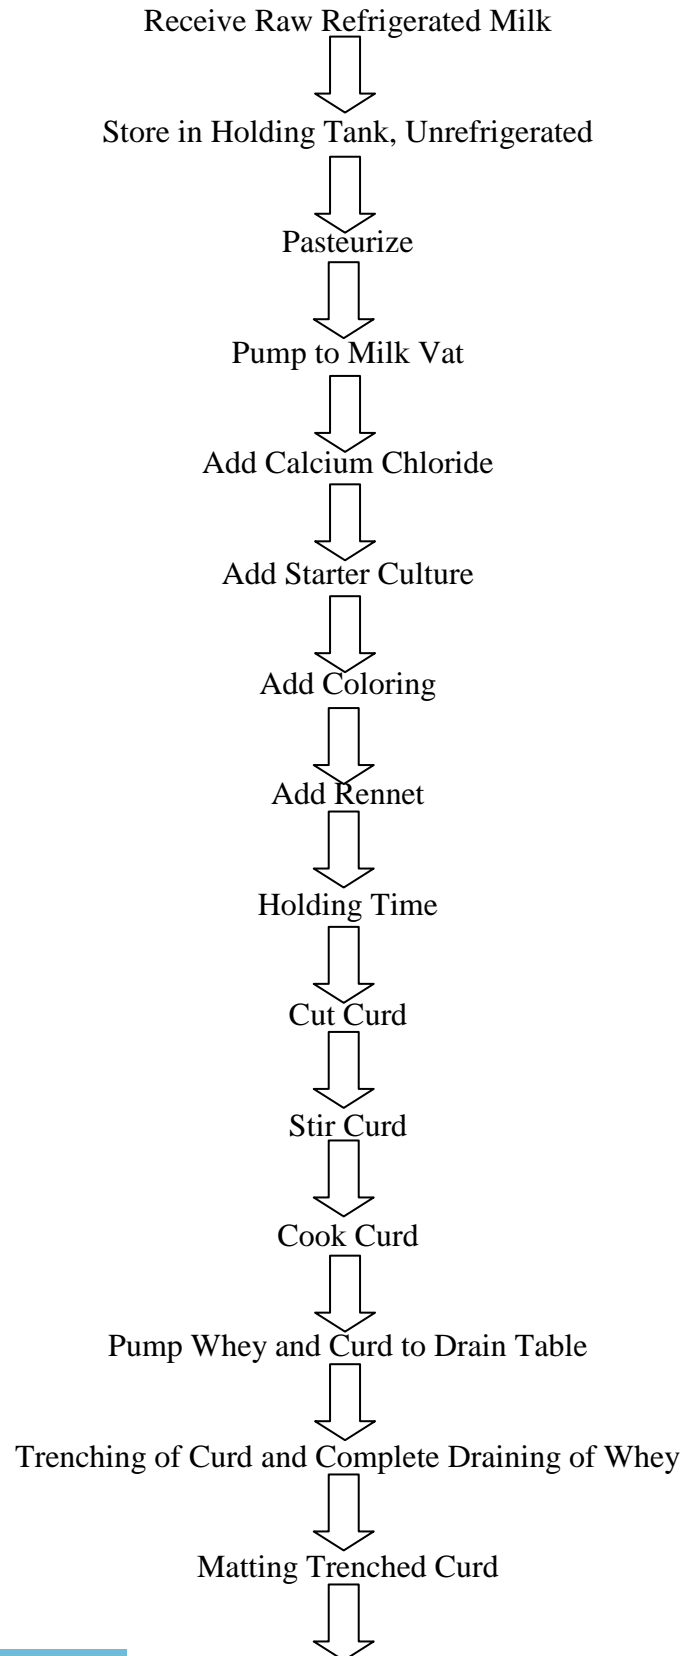 Receive Raw Refrigerated Milk
Store in Holding Tank, Unrefrigerated
Pasteurize
Pump to Milk Vat
Add Calcium Chloride
Add Starter Culture
Add Coloring
Add Rennet
Holding Time
Cut Curd
Stir Curd
Cook Curd
Pump Whey and Curd to Drain Table
Trenching of Curd and Complete Draining of Whey
Matting Trenched Curd